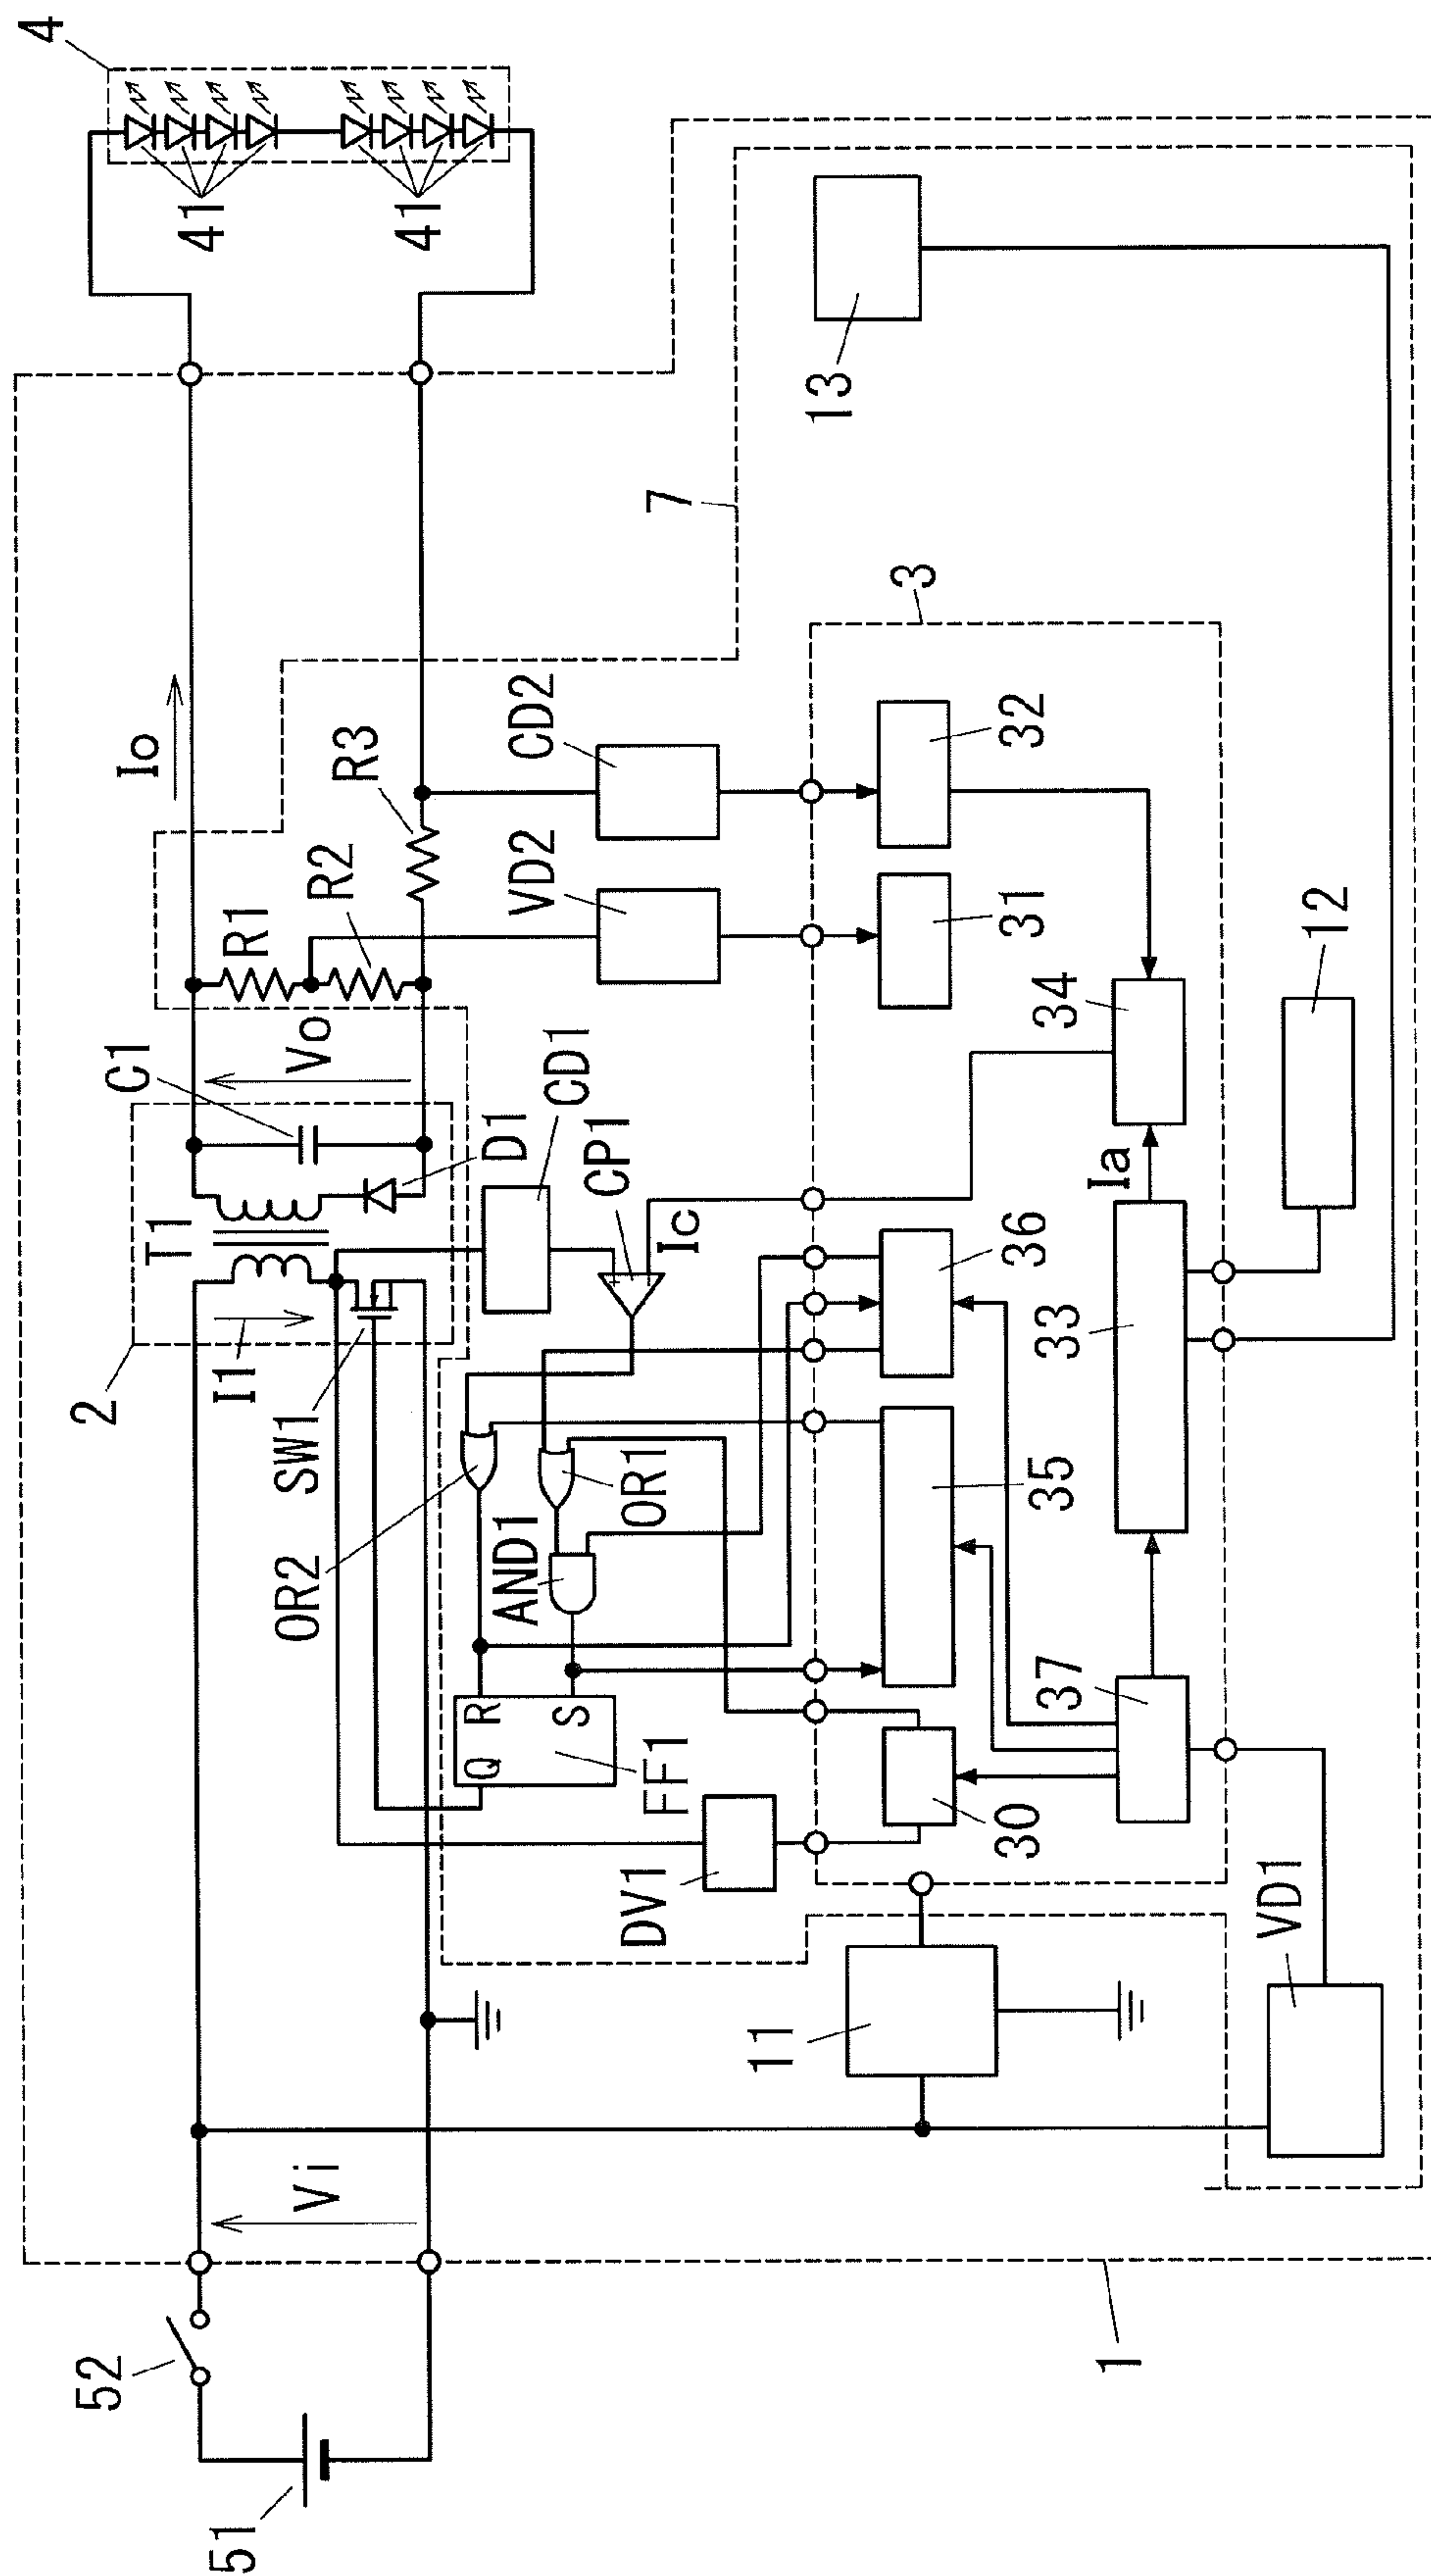 4
41
41
Io
R3
CD2
7
13
VD2
R2
R1
Vo
C1
T1
D1
CD1
CP1
Ic
2
I1
SW1
OR2
OR1
AND1
R
Q
S
FF1
DV1
3
32
31
34
12
Ia
36
33
35
37
30
11
VD1
Vi
52
51
1